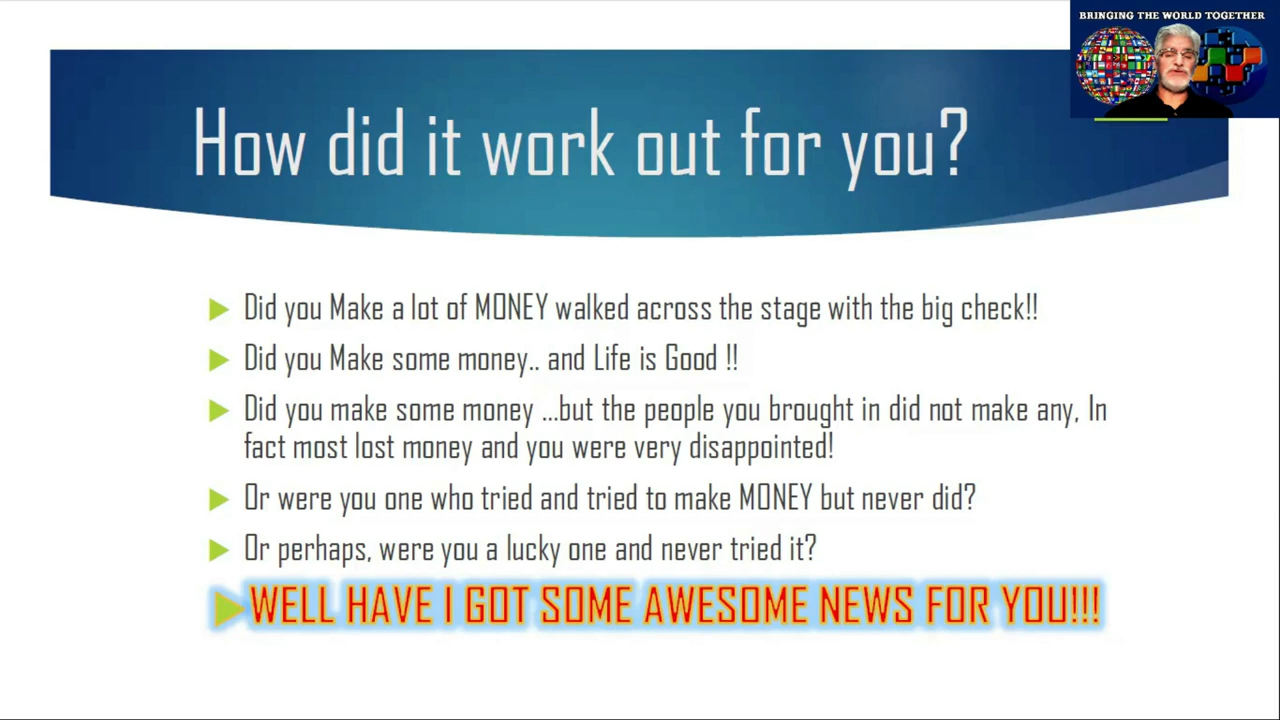 BRINGING THE WORLD TOGETHER
How did it work out for you?
Did you Make a lot of MONEY walked across the stage with the big check!!
Did you Make some money.. and Life is Good !!
Did you make some money ...but the people you brought in did not make any, In
fact most lost money and you were very disappointed!
Or were you one who tried and tried to make MONEY but never did?
Or perhaps, were you a lucky one and never tried it?
WELL HAVE I GOT SOME AWESOME NEWS FOR YOU!!!